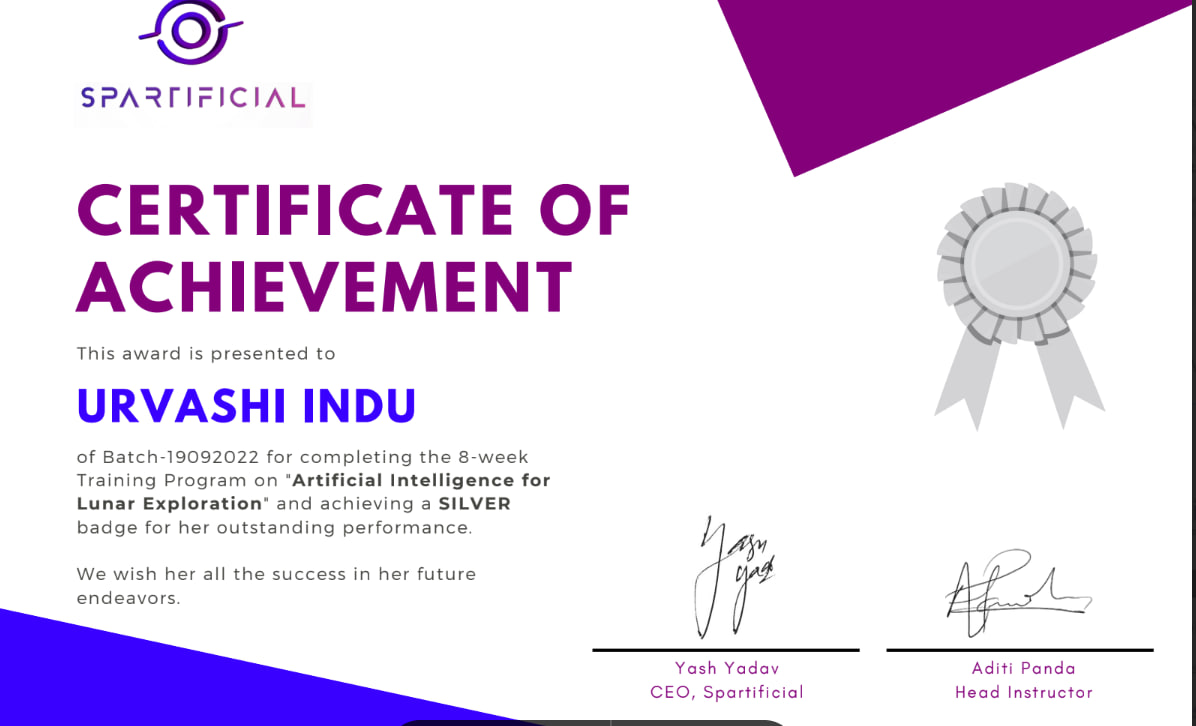 SPARTIFICIAL
CERTIFICATE OF
ACHIEVEMENT
This award is presented to
URVASHI INDU
of Batch-19092022 for completing the 8-week
Training Program on "Artificial Intelligence for
Lunar Exploration" and achieving a SILVER
badge for her outstanding performance.
We wish her all the success in her future
endeavors.
Yash
Yadav
Yash Yadav
CEO, Spartificial
Aditi Panda
Head Instructor